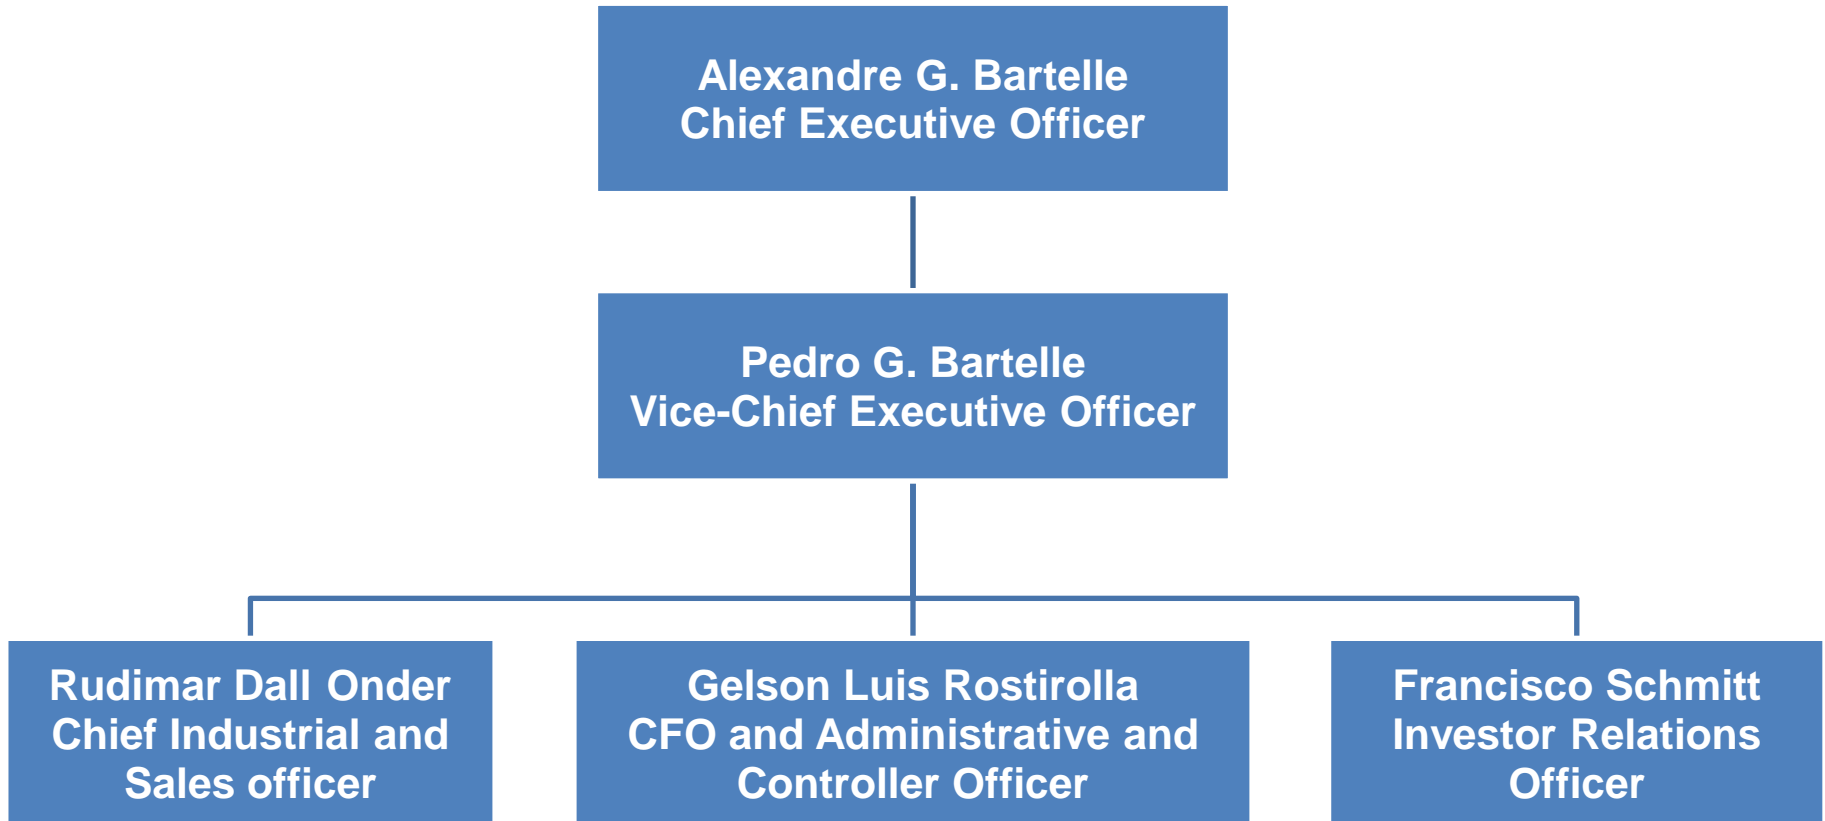 Alexandre G. Bartelle
Chief Executive Officer
Pedro G. Bartelle
Vice-Chief Executive Officer
Rudimar Dall Onder
Chief Industrial and
Sales officer
Gelson Luis Rostirolla
CFO and Administrative and
Controller Officer
Francisco Schmitt
Investor Relations
Officer